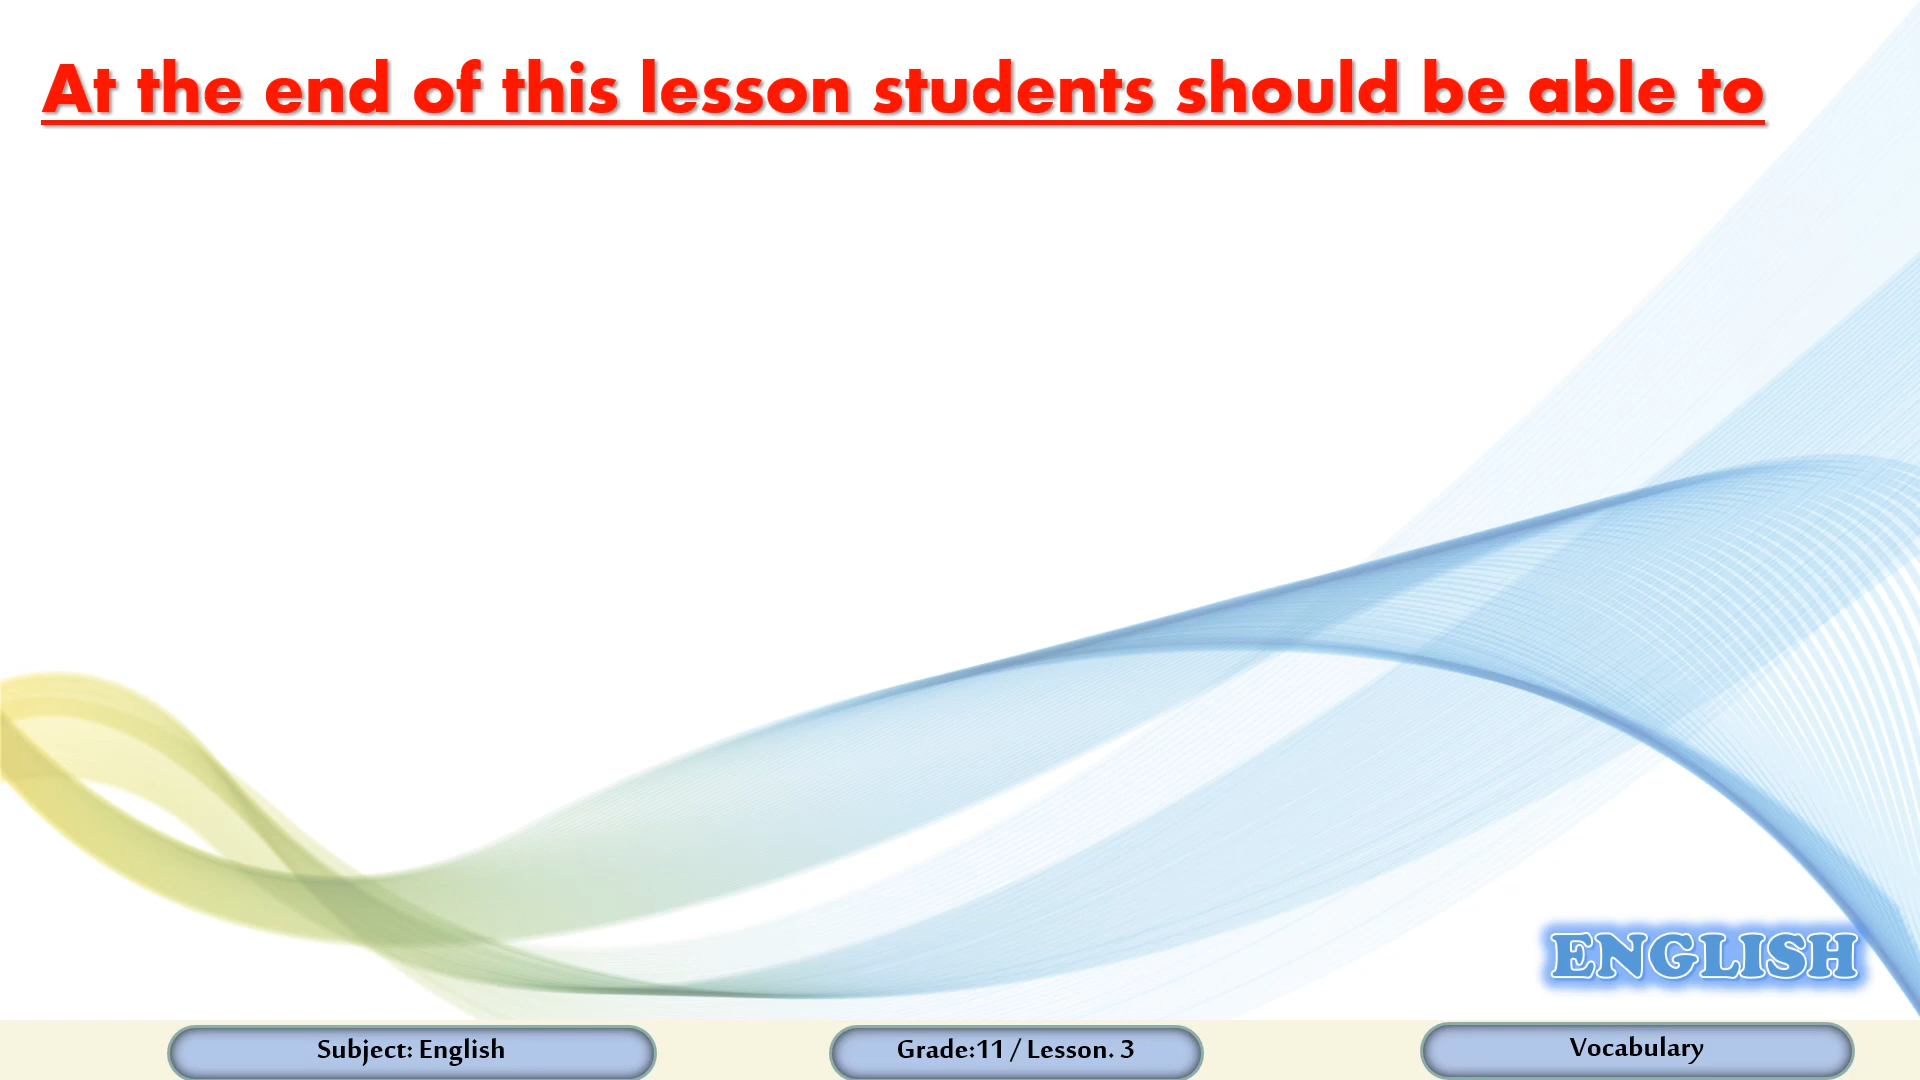 At the end of this lesson students should be able to
ENGLISH
Subject: English
Grade:11 / Lesson. 3
Vocabulary